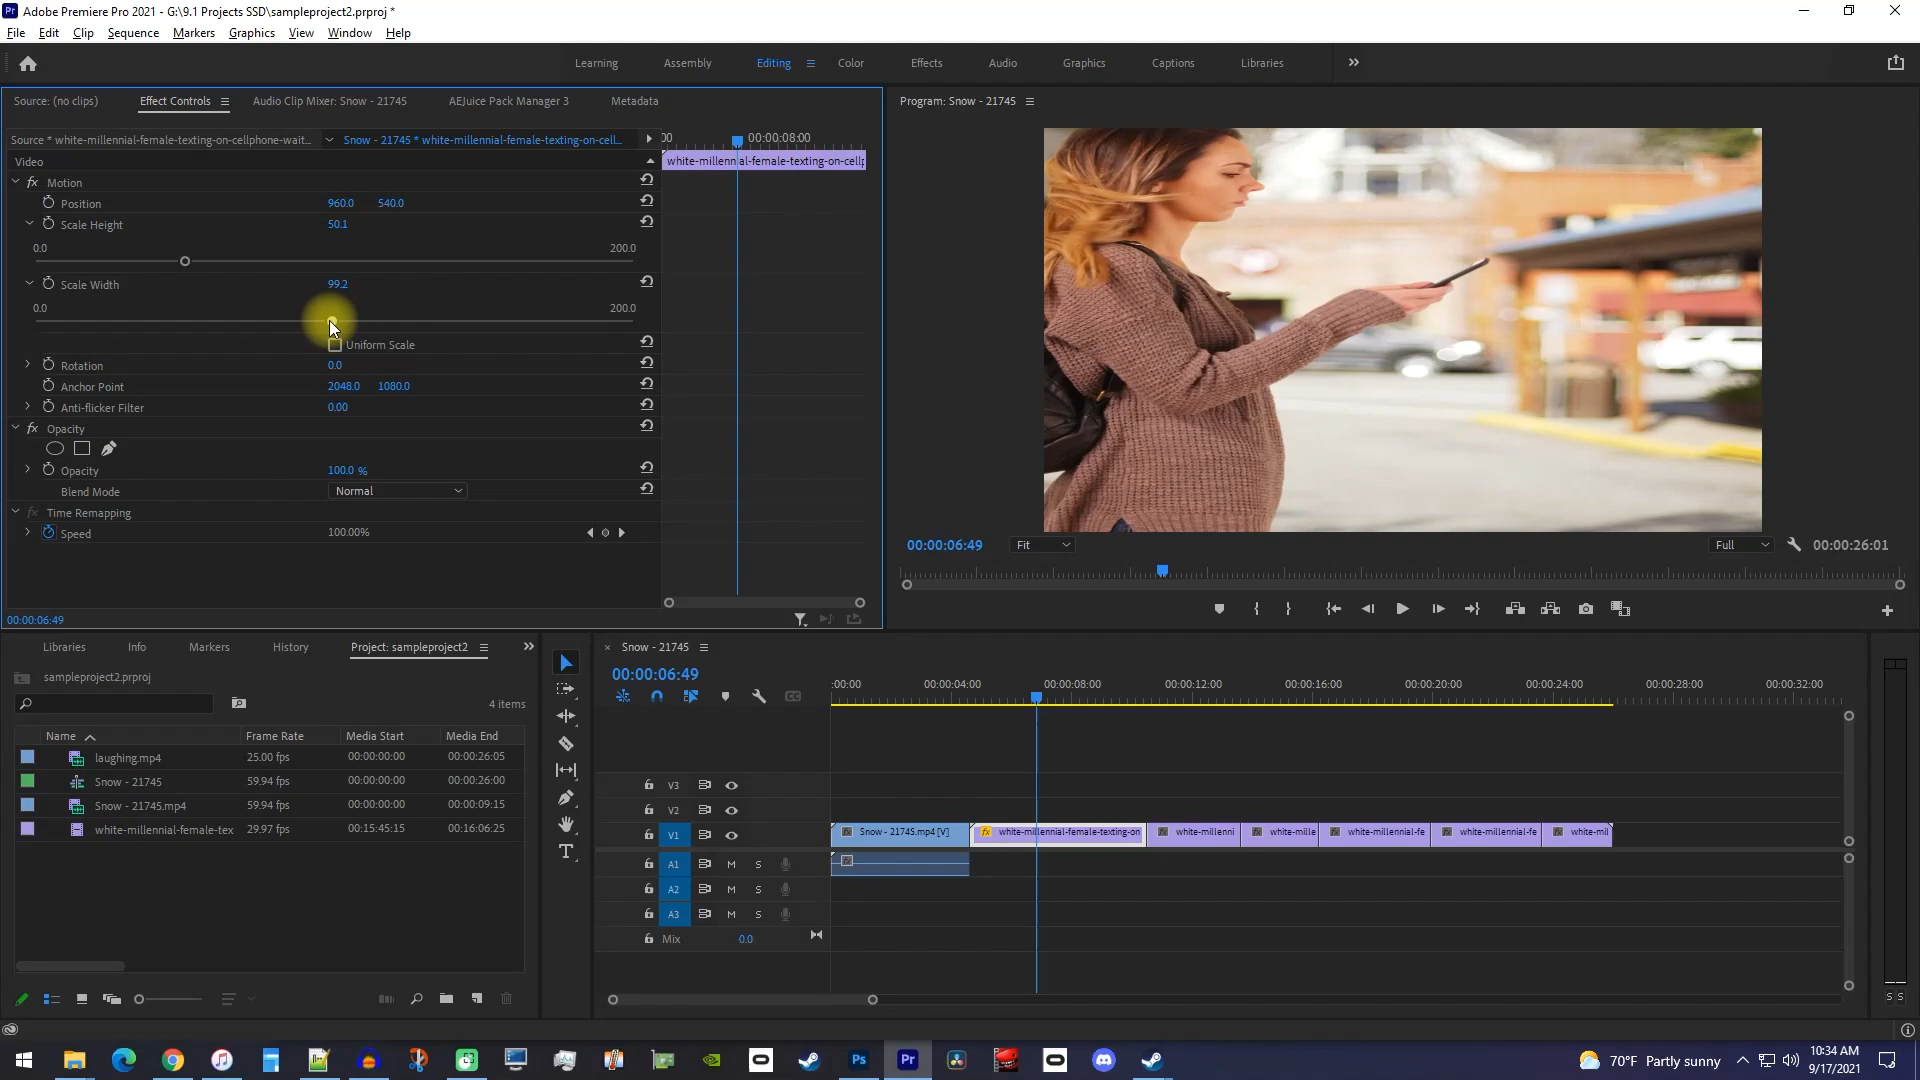 Adobe Premiere Pro 2021 - G:\9.1 Projects SSD\sampleproject2.prproj *
File Edit Clip Sequence Markers Graphics View Window Help
Learning Assembly Editing Color Effects Audio Graphics Captions Libraries
Source: (no clips) Effect Controls Audio Clip Mixer: Snow - 21745 AEJuice Pack Manager 3 Metadata
Program: Snow - 21745
Source * white-millennial-female-texting-on-cellphone-wait... Snow - 21745 * white-millennial-female-texting-on-cell...
00 00:00:08:00
Video
white-millennial-female-texting-on-cellp
Motion
Position 960.0 540.0
Scale Height 50.1
0.0 200.0
Scale Width 99.2
0.0 200.0
Uniform Scale
Rotation 0.0
Anchor Point 2048.0 1080.0
Anti-flicker Filter 0.00
Opacity
Opacity 100.0 %
Blend Mode Normal
Time Remapping
Speed 100.00%
00:00:06:49
00:00:06:49 Fit Full 00:00:26:01
Libraries Info Markers History Project: sampleproject2
sampleproject2.prproj
4 items
Name Frame Rate Media Start Media End
laughing.mp4 25.00 fps 00:00:00:00 00:00:26:05
Snow - 21745 59.94 fps 00:00:00:00 00:00:26:00
Snow - 21745.mp4 59.94 fps 00:00:00:00 00:00:09:15
white-millennial-female-tex 29.97 fps 00:15:45:15 00:16:06:25
Snow - 21745
00:00:06:49
:00:00 00:00:04:00 00:00:08:00 00:00:12:00 00:00:16:00 00:00:20:00 00:00:24:00 00:00:28:00 00:00:32:00
V3
V2
V1 Snow - 21745.mp4 [V] white-millennial-female-texting-on white-millenni white-mille white-millennial-fe white-millennial-fe white-mil
A1 M S
A2 M S
A3 M S
Mix 0.0
S S
70°F Partly sunny
10:34 AM
9/17/2021